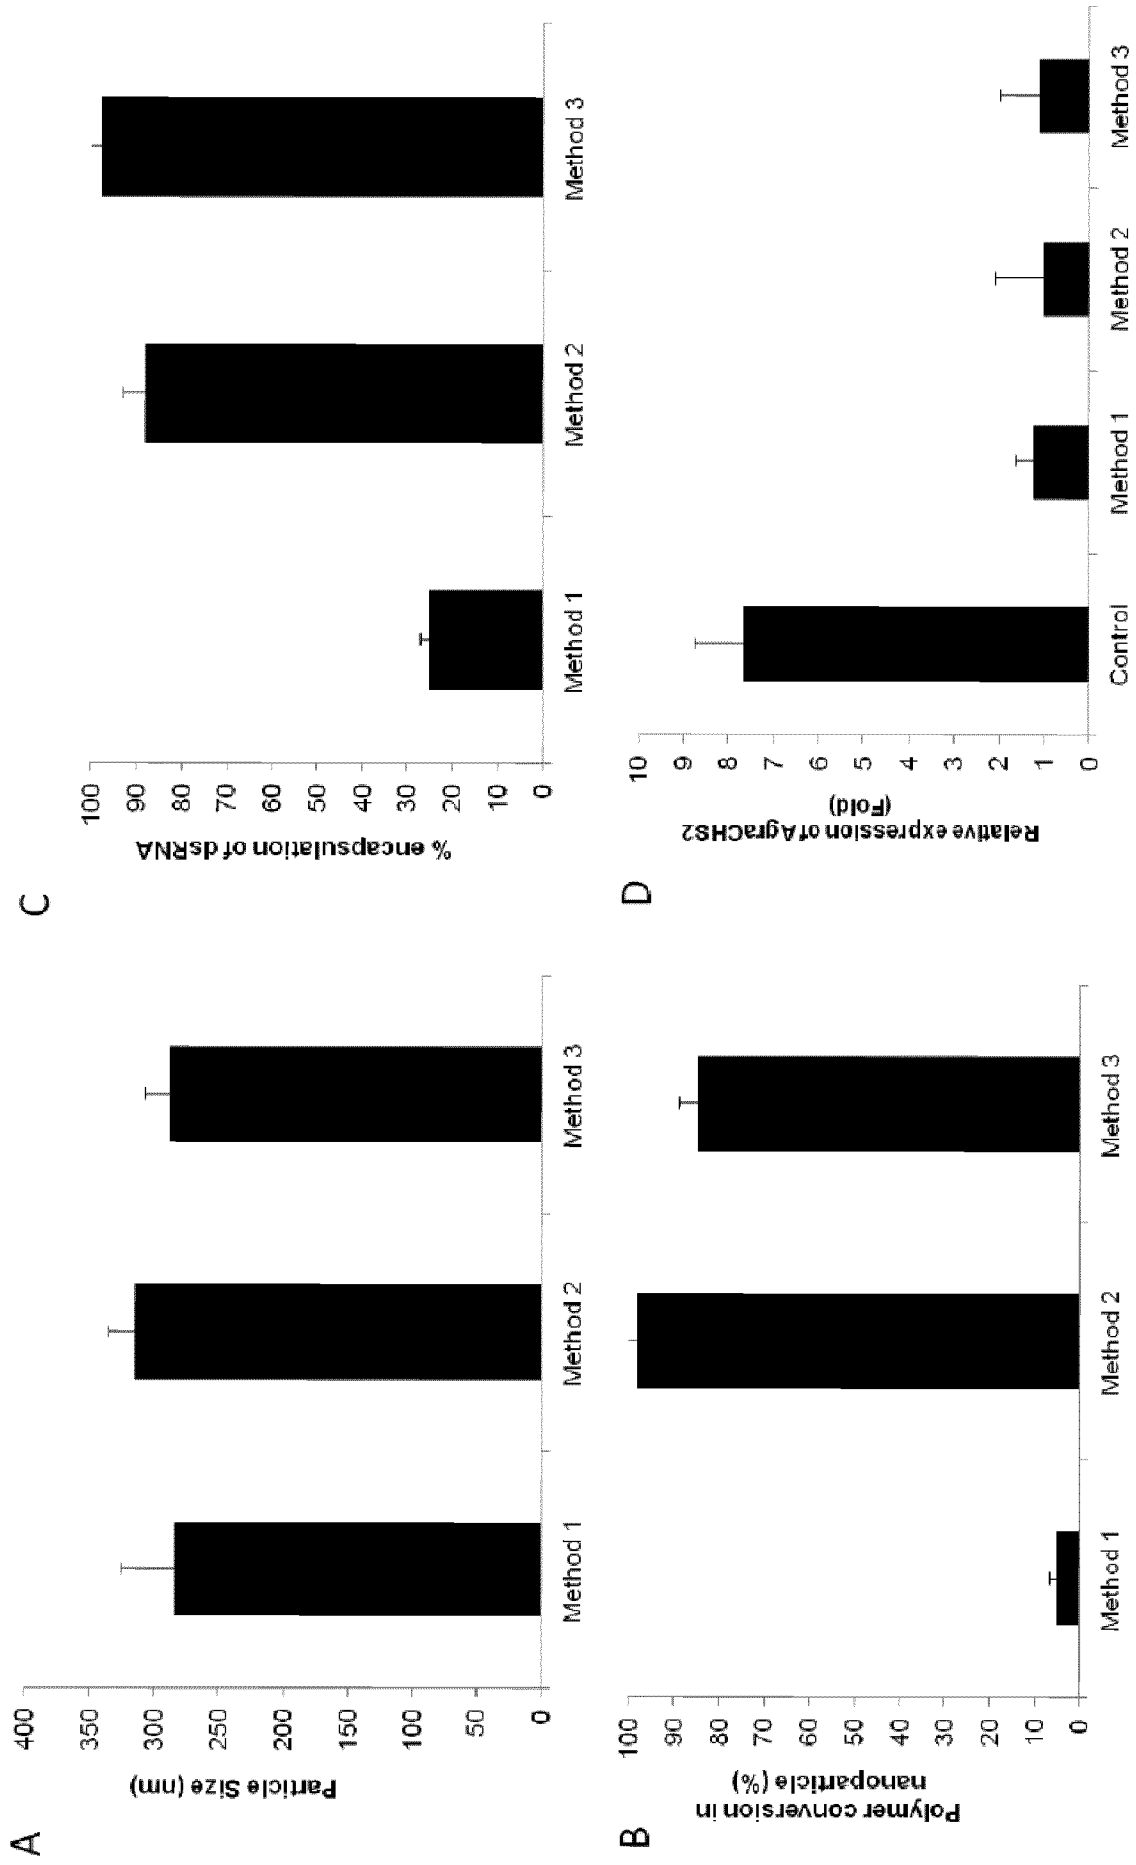 A
Particle Size (nm)
400
350
300
250
200
150
100
50
0
Method 1
Method 2
Method 3
B
Polymer conversion in
nanoparticle (%)
100
90
80
70
60
50
40
30
20
10
0
Method 1
Method 2
Method 3
C
% encapsulation of dsRNA
100
90
80
70
60
50
40
30
20
10
0
Method 1
Method 2
Method 3
D
Relative expression of AgraCHS2
(Fold)
10
9
8
7
6
5
4
3
2
1
0
Control
Method 1
Method 2
Method 3